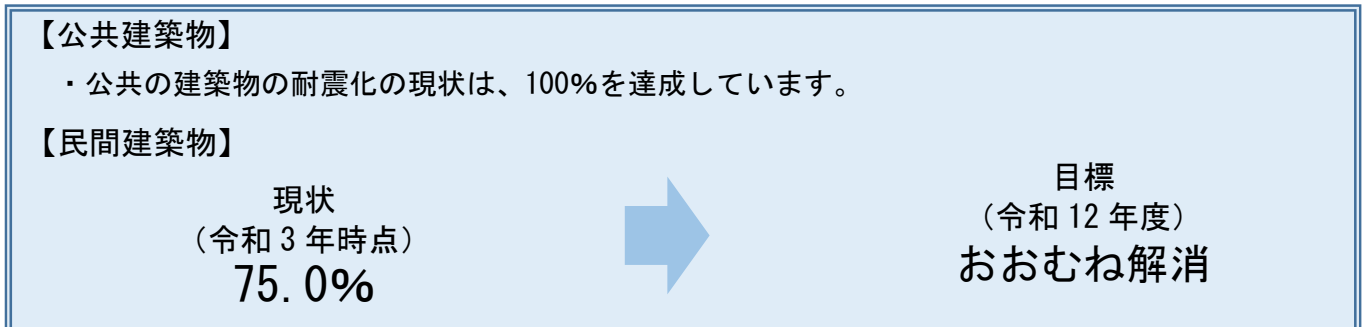 【公共建築物】
・公共の建築物の耐震化の現状は、100%を達成しています。
【民間建築物】
現状
（令和 3 年時点）
75.0%
目標
（令和 12 年度）
おおむね解消